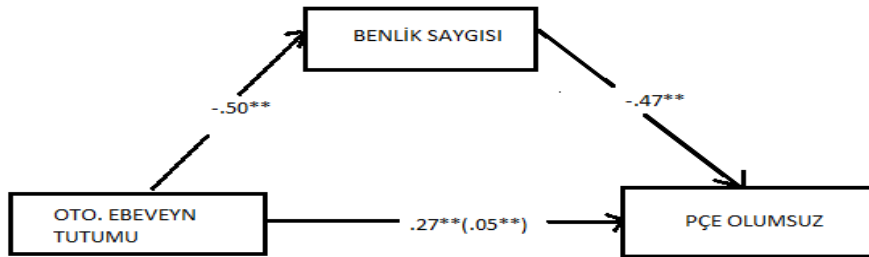 BENLİK SAYGISI
-.50**
-.47**
OTO. EBEVEYN
TUTUMU
.27**(.05**)
PÇE OLUMSUZ